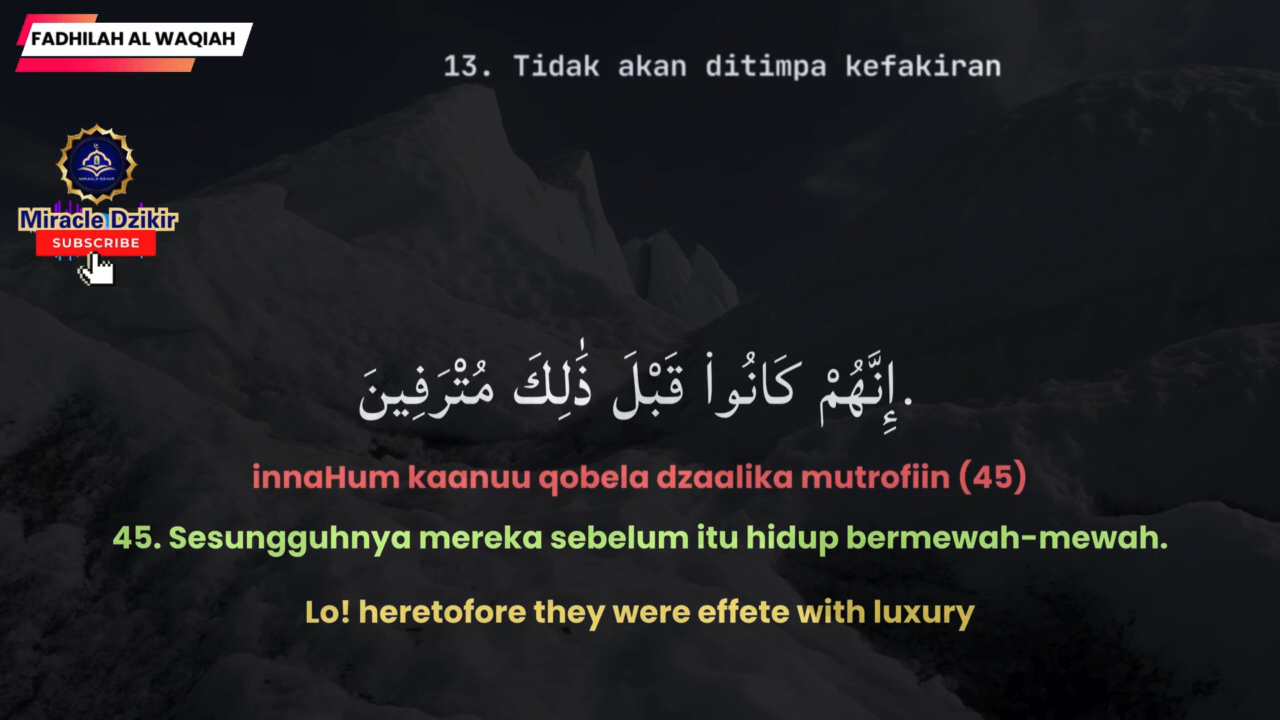 FADHILAH AL WAQIAH
13. Tidak akan ditimpa kefakiran
Miracle Dzikir
SUBSCRIBE
إِنَّهُمْ كَانُوا۟ قَبْلَ ذَٰلِكَ مُتْرَفِينَ.
innaHum kaanuu qobela dzaalika mutrofiin (45)
45. Sesungguhnya mereka sebelum itu hidup bermewah-mewah.
Lo! heretofore they were effete with luxury